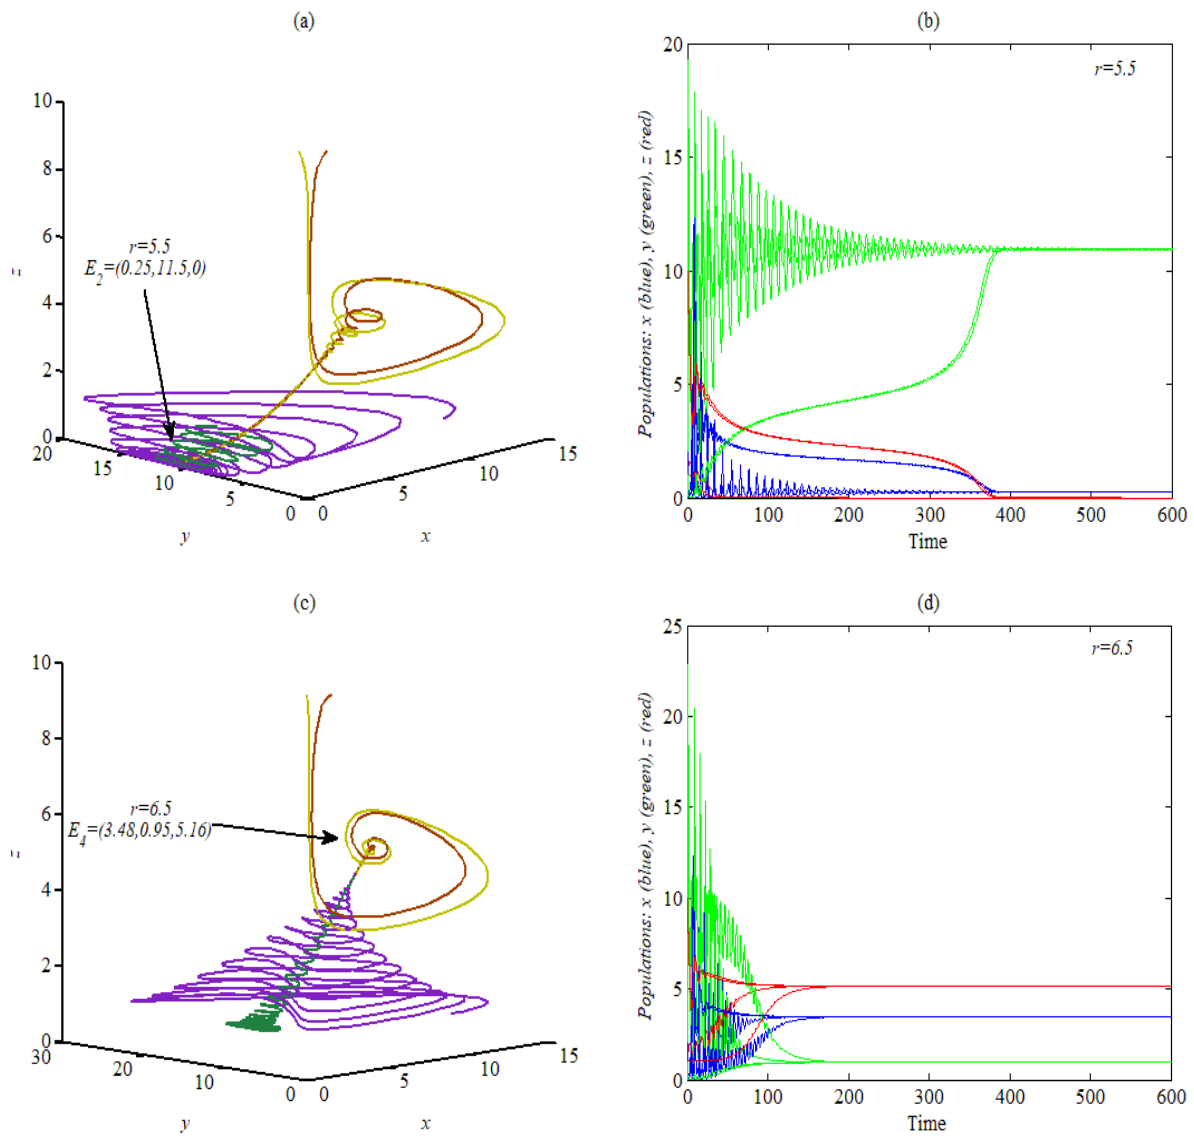 (a)
10
8
6
4
2
0
z
r=5.5
E2=(0.25,11.5,0)
20
15
10
5
0
y
0
5
10
15
x
(b)
r=5.5
20
15
10
5
0
Populations: x (blue), y (green), z (red)
0
100
200
300
400
500
600
Time
(c)
10
8
6
4
2
0
z
r=6.5
E4=(3.48,0.95,5.16)
30
20
10
0
y
0
5
10
15
x
(d)
r=6.5
25
20
15
10
5
0
Populations: x (blue), y (green), z (red)
0
100
200
300
400
500
600
Time